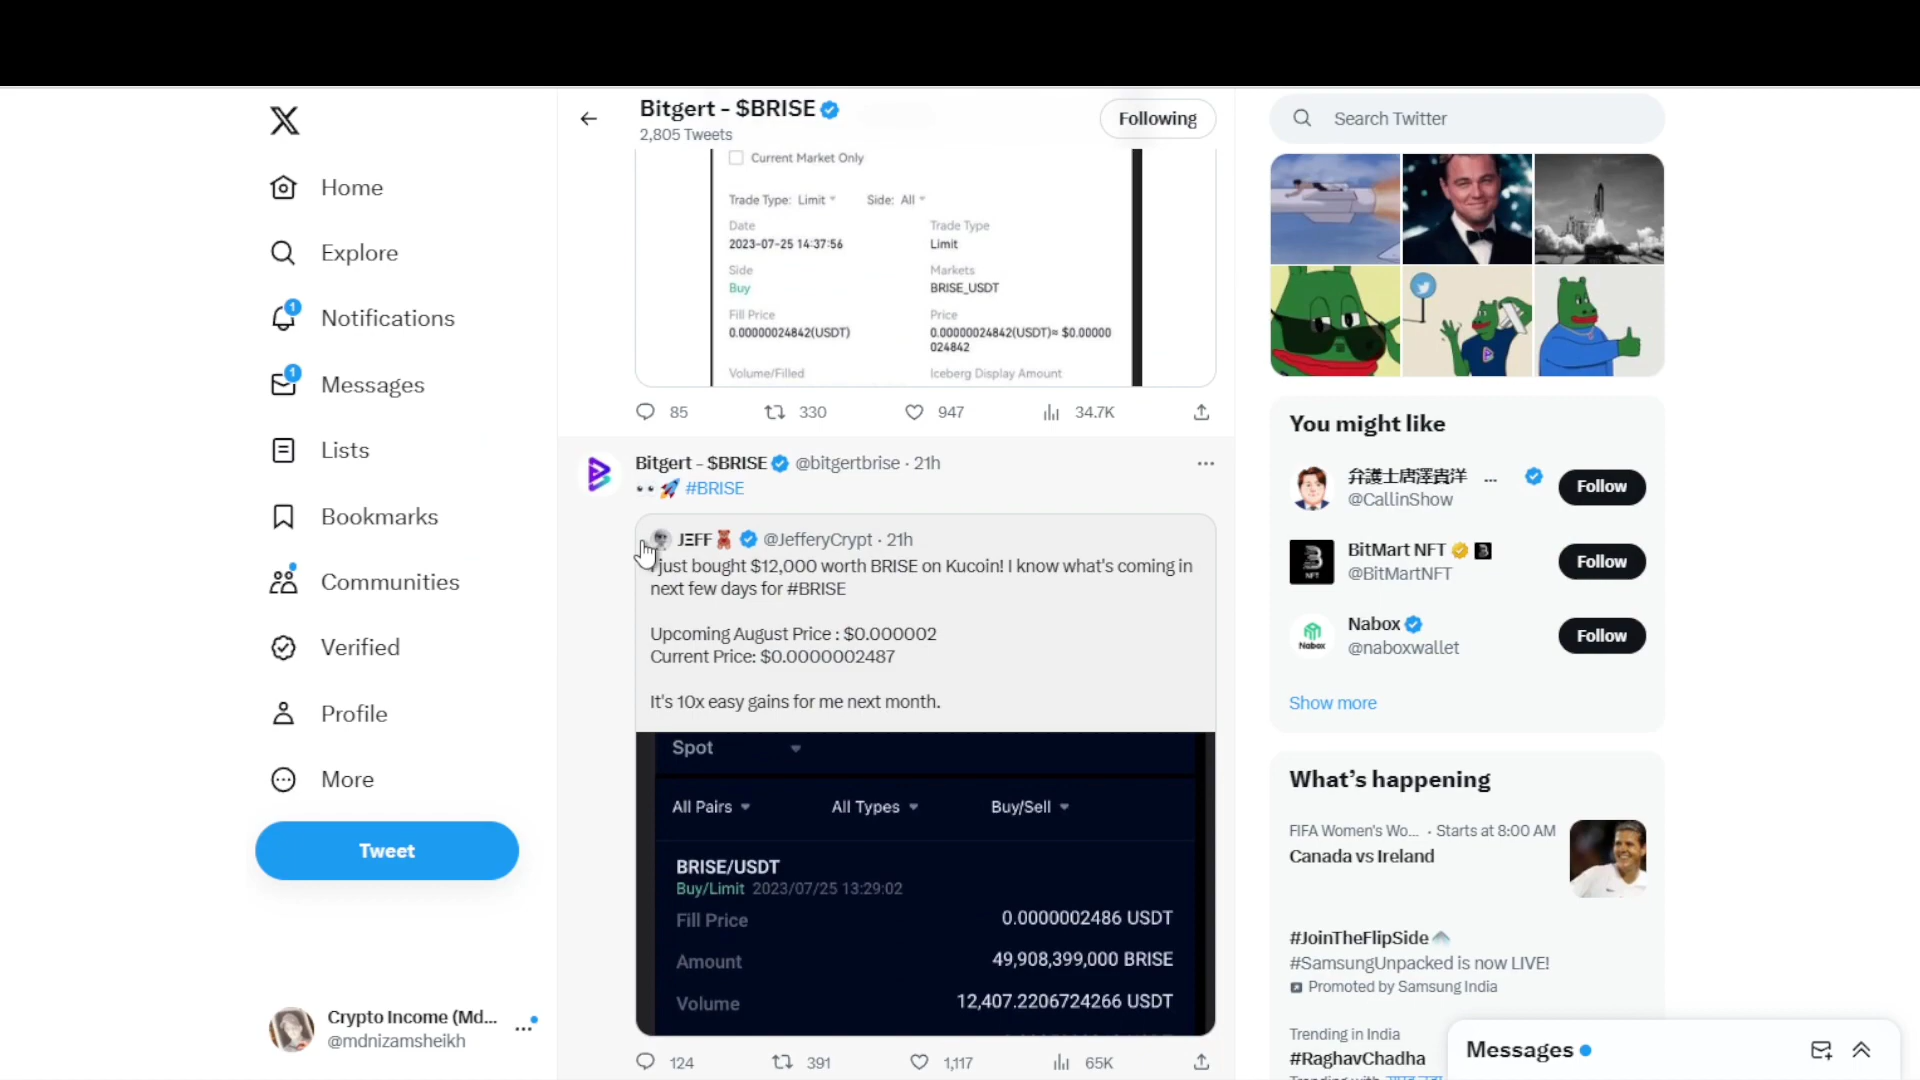 Home
Explore
1
Notifications
1
Messages
Lists
Bookmarks
Communities
Verified
Profile
More
Tweet
Crypto Income (Md...
@mdnizamsheikh
Bitgert - $BRISE
2,805 Tweets
Following
Current Market Only
Trade Type: Limit Side: All
Date Trade Type
2023-07-25 14:37:56 Limit
Side Markets
Buy BRISE_USDT
Fill Price Price
0.00000024842(USDT) 0.00000024842(USDT)≈ $0.00000
024842
Volume/Filled Iceberg Display Amount
85 330 947 34.7K
Bitgert - $BRISE @bitgertbrise · 21h
#BRISE
JΞFF @JefferyCrypt · 21h
I just bought $12,000 worth BRISE on Kucoin! I know what's coming in
next few days for #BRISE
Upcoming August Price : $0.000002
Current Price: $0.0000002487
It's 10x easy gains for me next month.
Spot
All Pairs All Types Buy/Sell
BRISE/USDT
Buy/Limit 2023/07/25 13:29:02
Fill Price 0.0000002486 USDT
Amount 49,908,399,000 BRISE
Volume 12,407.2206724266 USDT
124 391 1,117 65K
Search Twitter
You might like
弁護士唐澤貴洋 ...
@CallinShow
Follow
BitMart NFT
@BitMartNFT
Follow
NFT
Nabox
@naboxwallet
Follow
Nabox
Show more
What's happening
FIFA Women's Wo... · Starts at 8:00 AM
Canada vs Ireland
#JoinTheFlipSide
#SamsungUnpacked is now LIVE!
Promoted by Samsung India
Trending in India
#RaghavChadha
Messages